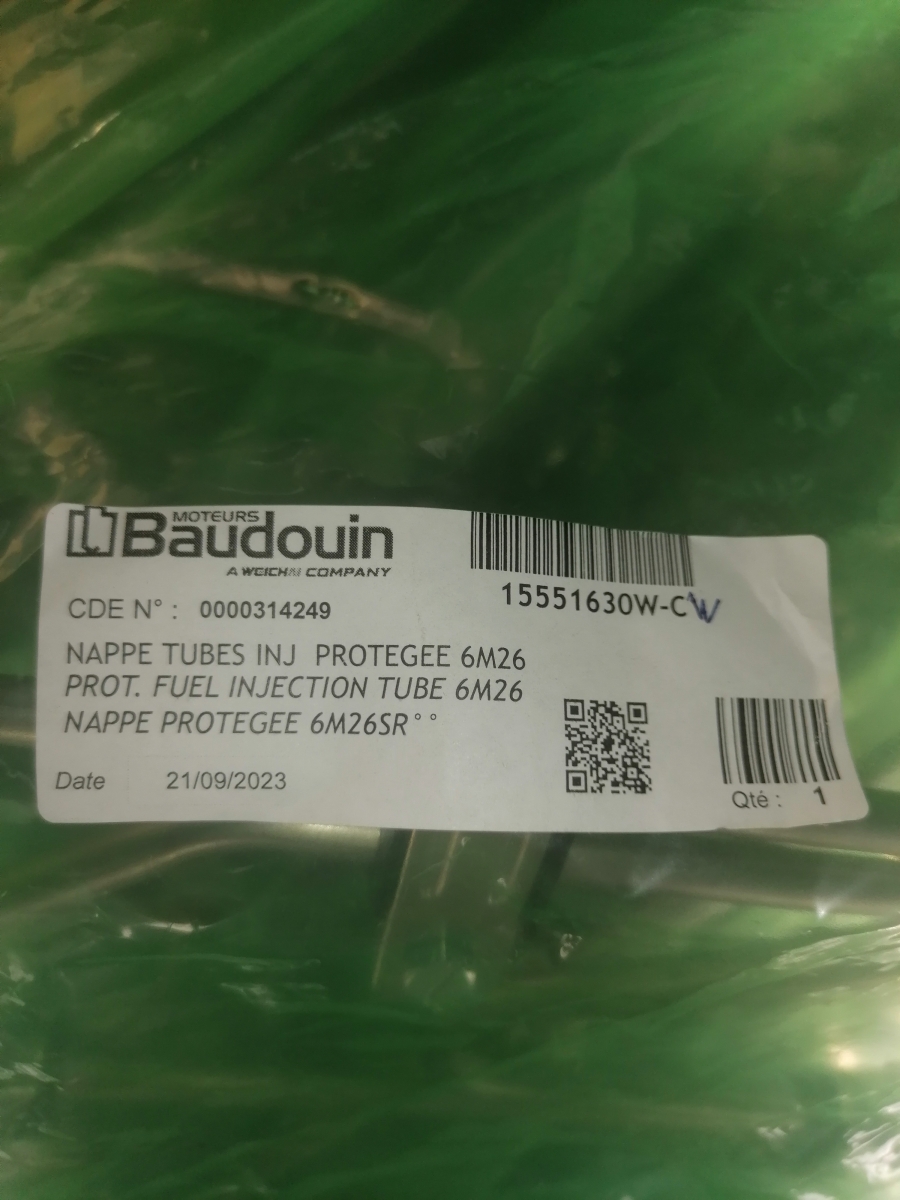 MOTEURS
Baudouin
A WEICHAI COMPANY
15551630W-CW
CDE N° : 0000314249
NAPPE TUBES INJ PROTEGEE 6M26
PROT. FUEL INJECTION TUBE 6M26
NAPPE PROTEGEE 6M26SR°°
Date 21/09/2023
Qté : 1